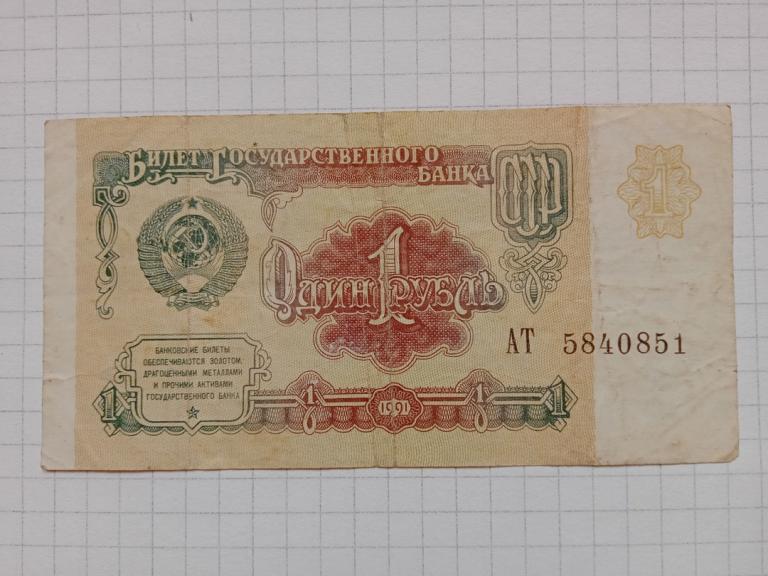 БИЛЕТ ГОСУДАРСТВЕННОГО
БАНКА СССР
1
ОДИН 1 РУБЛЬ
АТ 5840851
БАНКОВСКИЕ БИЛЕТЫ
ОБЕСПЕЧИВАЮТСЯ ЗОЛОТОМ,
ДРАГОЦЕННЫМИ МЕТАЛЛАМИ
И ПРОЧИМИ АКТИВАМИ
ГОСУДАРСТВЕННОГО БАНКА
1 1 1991 1 1